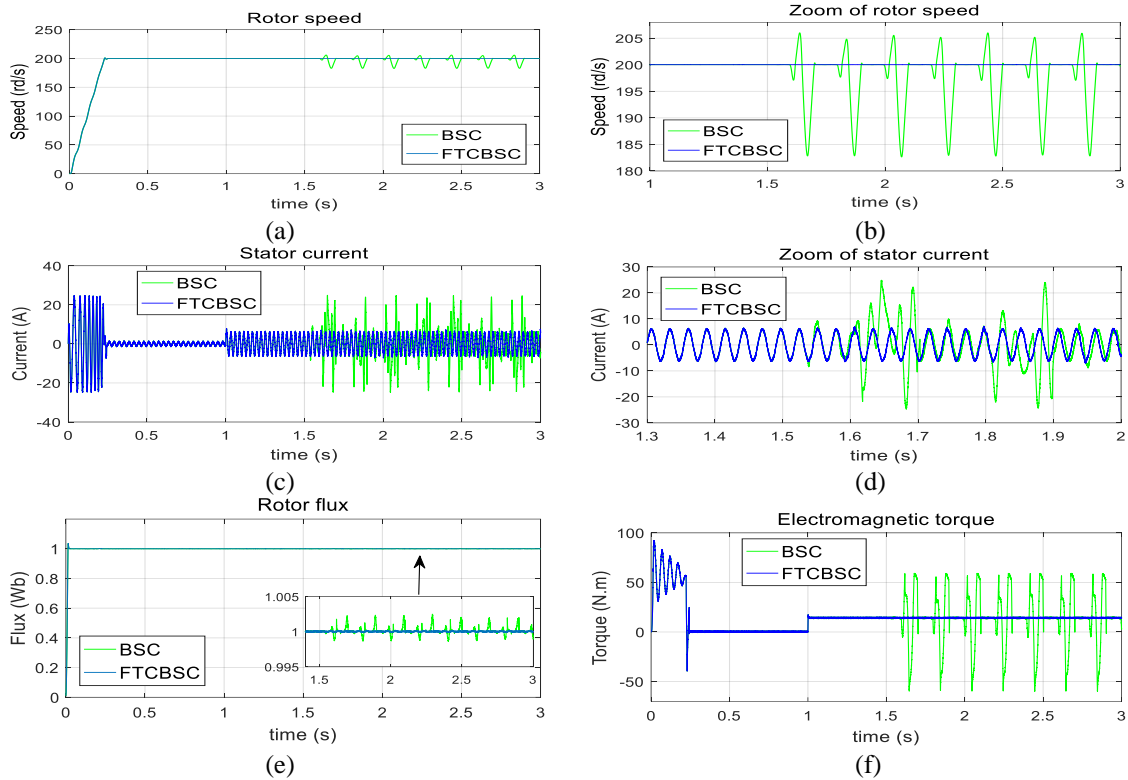 Rotor speed
Speed (rd/s)
250
200
150
100
50
0
BSC
FTCBSC
0 0.5 1 1.5 2 2.5 3
time (s)
(a)
Zoom of rotor speed
Speed (rd/s)
205
200
195
190
185
180
BSC
FTCBSC
1 1.5 2 2.5 3
time (s)
(b)
Stator current
Current (A)
40
20
0
-20
-40
BSC
FTCBSC
0 0.5 1 1.5 2 2.5 3
time (s)
(c)
Zoom of stator current
Current (A)
30
20
10
0
-10
-20
-30
BSC
FTCBSC
1.3 1.4 1.5 1.6 1.7 1.8 1.9 2
time (s)
(d)
Rotor flux
Flux (Wb)
1
0.8
0.6
0.4
0.2
0
1.005
1
0.995
1.5 2 2.5 3
BSC
FTCBSC
0 0.5 1 1.5 2 2.5 3
time (s)
(e)
Electromagnetic torque
Torque (N.m)
100
50
0
-50
BSC
FTCBSC
0 0.5 1 1.5 2 2.5 3
time (s)
(f)